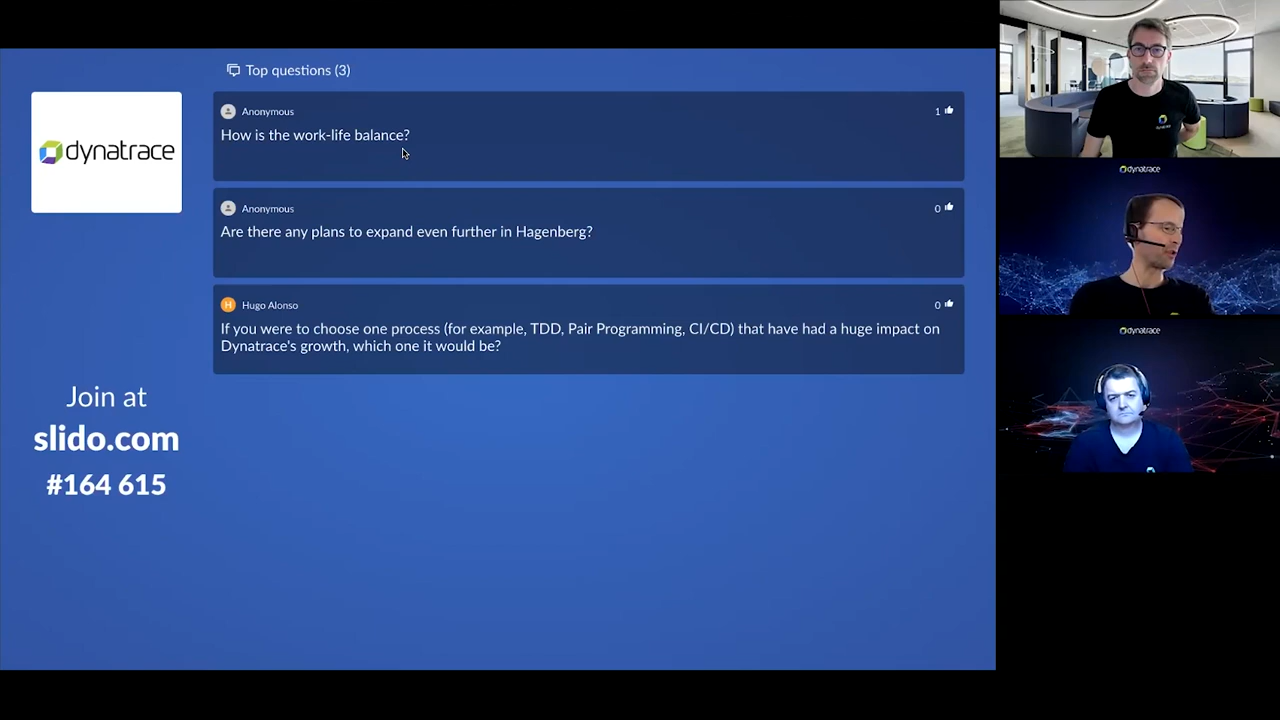 Top questions (3)
dynatrace
Anonymous
1
How is the work-life balance?
Anonymous
0
Are there any plans to expand even further in Hagenberg?
H
Hugo Alonso
0
If you were to choose one process (for example, TDD, Pair Programming, CI/CD) that have had a huge impact on
Dynatrace's growth, which one it would be?
Join at
slido.com
#164 615
dynatrace
dynatrace
dynatrace